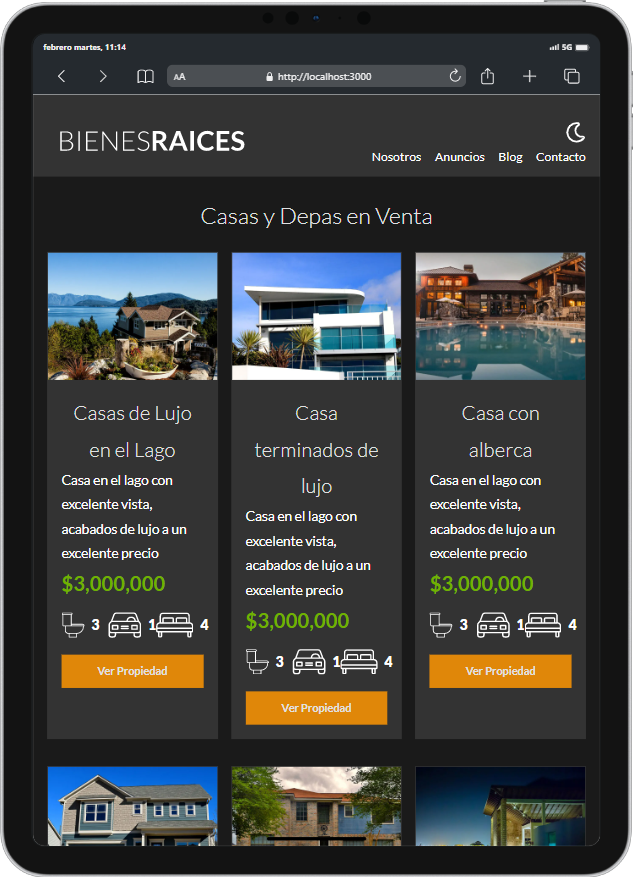 febrero martes, 11:14
5G
AA
http://localhost:3000
BIENESRAICES
Nosotros Anuncios Blog Contacto
Casas y Depas en Venta
Casas de Lujo
en el Lago
Casa en el lago con
excelente vista,
acabados de lujo a un
excelente precio
$3,000,000
3 1 4
Ver Propiedad
Casa
terminados de
lujo
Casa en el lago con
excelente vista,
acabados de lujo a un
excelente precio
$3,000,000
3 1 4
Ver Propiedad
Casa con
alberca
Casa en el lago con
excelente vista,
acabados de lujo a un
excelente precio
$3,000,000
3 1 4
Ver Propiedad